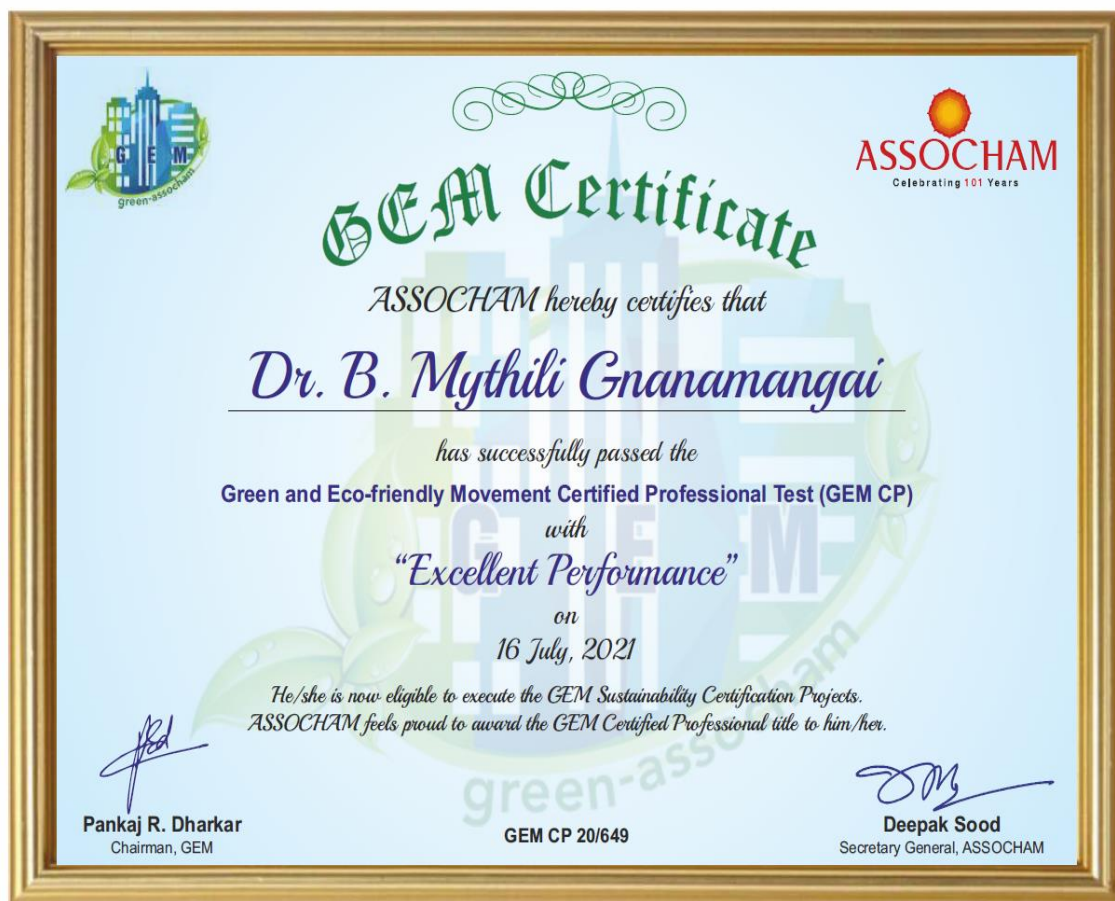 G E M
green-assocham
ASSOCHAM
Celebrating 101 Years
GEM Certificate
ASSOCHAM hereby certifies that
Dr. B. Mythili Gnanamangai
has successfully passed the
Green and Eco-friendly Movement Certified Professional Test (GEM CP)
with
“Excellent Performance”
on
16 July, 2021
He/she is now eligible to execute the GEM Sustainability Certification Projects.
ASSOCHAM feels proud to award the GEM Certified Professional title to him/her.
G E M
green-assocham
Pankaj R. Dharkar
Chairman, GEM
GEM CP 20/649
Deepak Sood
Secretary General, ASSOCHAM